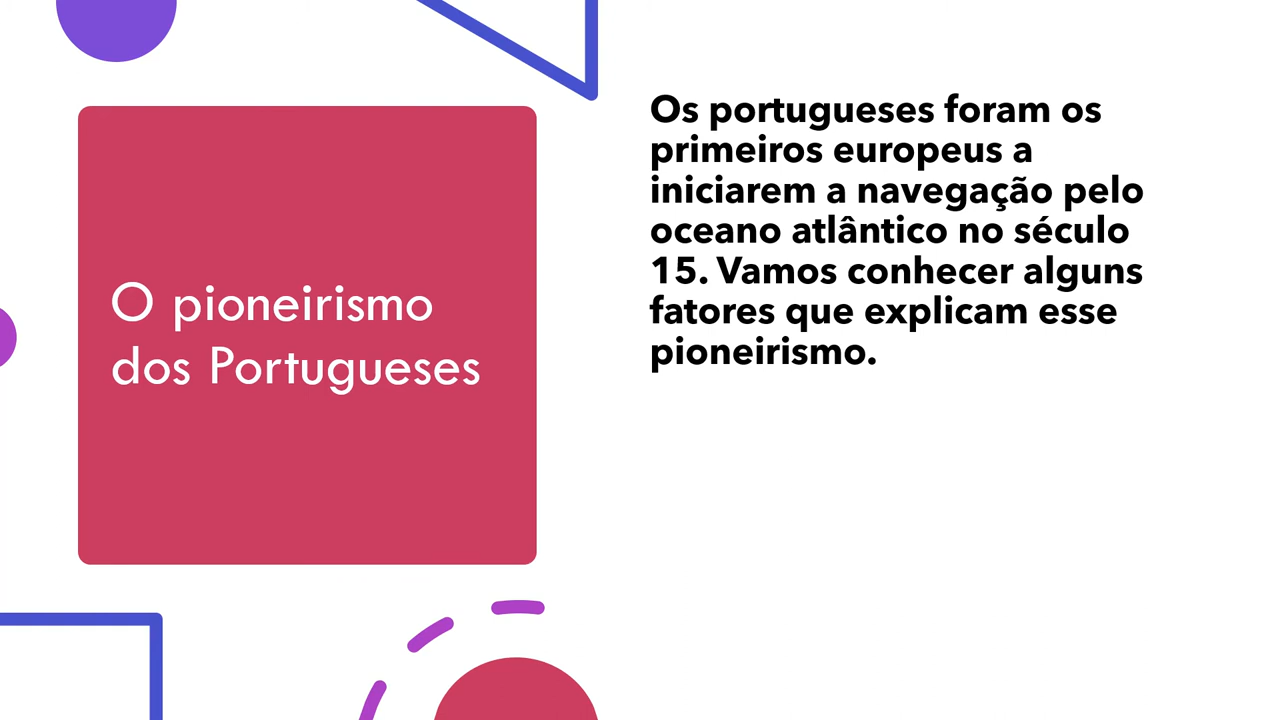 O pioneirismo
dos Portugueses
Os portugueses foram os
primeiros europeus a
iniciarem a navegação pelo
oceano atlântico no século
15. Vamos conhecer alguns
fatores que explicam esse
pioneirismo.